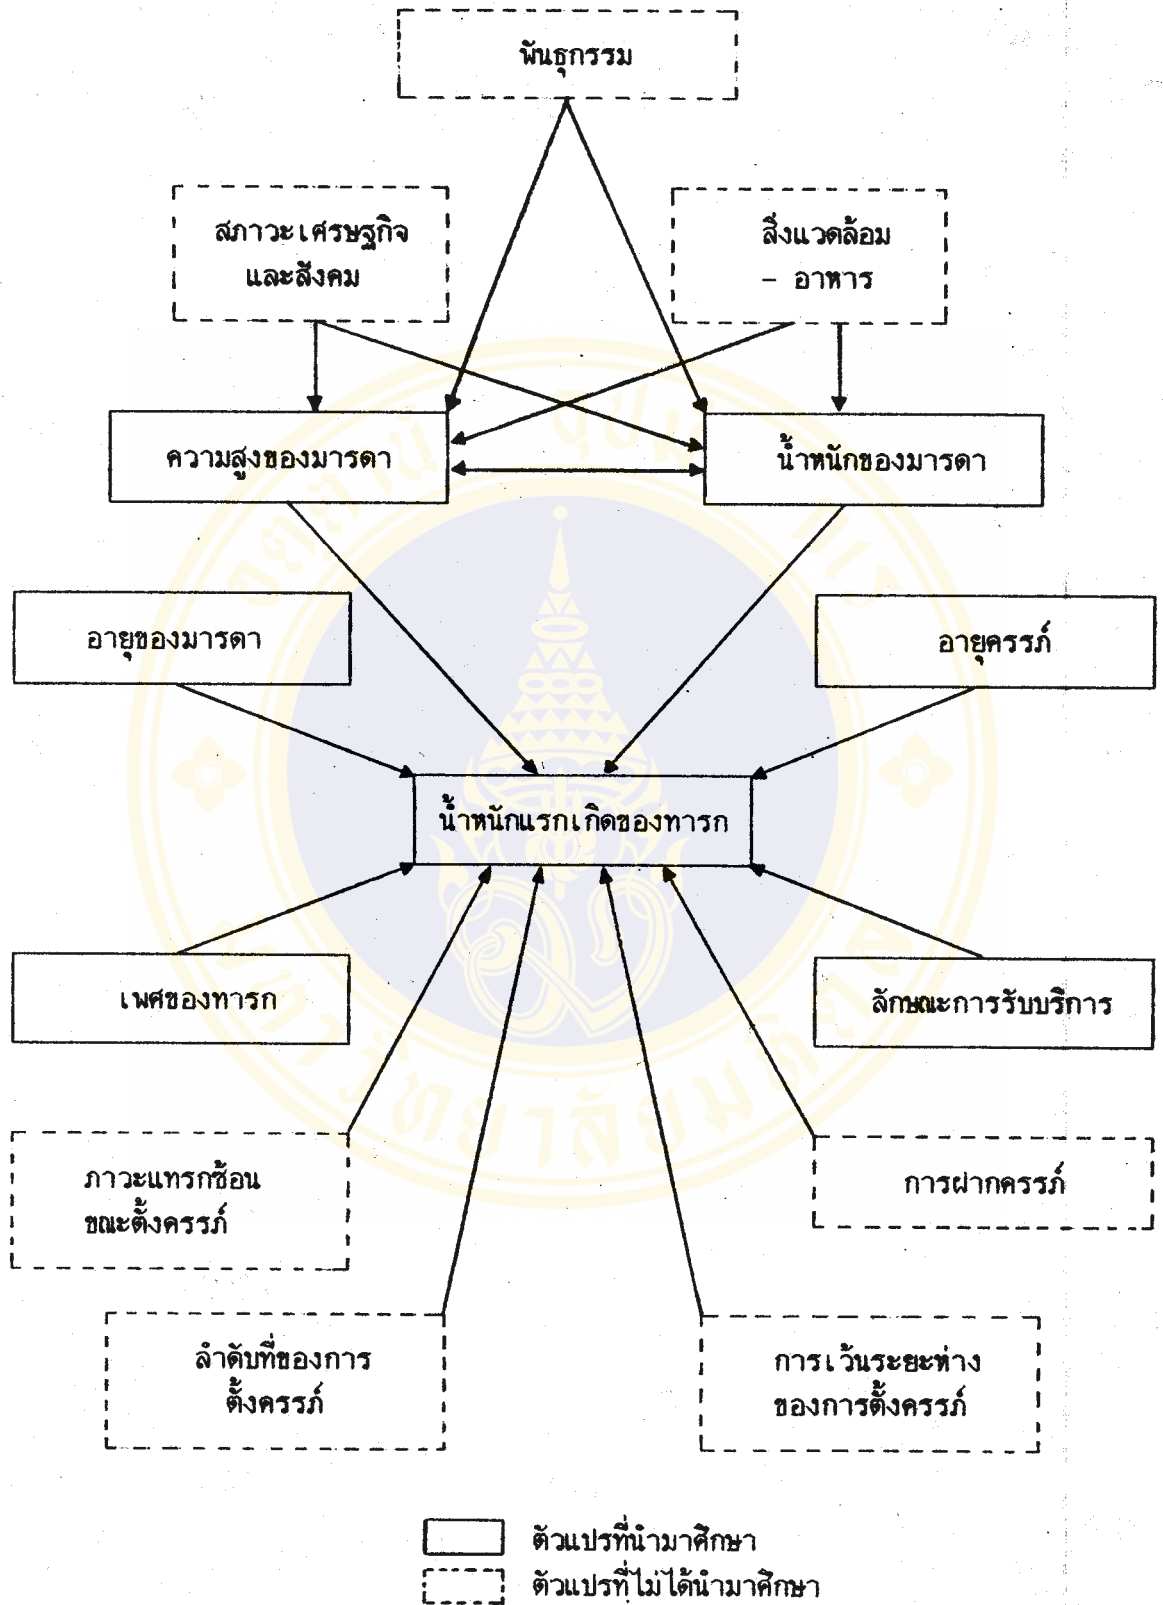 พันธุกรรม
สภาวะเศรษฐกิจ
และสังคม
สิ่งแวดล้อม
- อาหาร
ความสูงของมารดา
น้ำหนักของมารดา
อายุของมารดา
อายุครรภ์
น้ำหนักแรกเกิดของทารก
เพศของทารก
ลักษณะการรับบริการ
ภาวะแทรกซ้อน
ขณะตั้งครรภ์
การฝากครรภ์
ลำดับที่ของการ
ตั้งครรภ์
การเว้นระยะห่าง
ของการตั้งครรภ์
ตัวแปรที่นำมาศึกษา
ตัวแปรที่ไม่ได้นำมาศึกษา